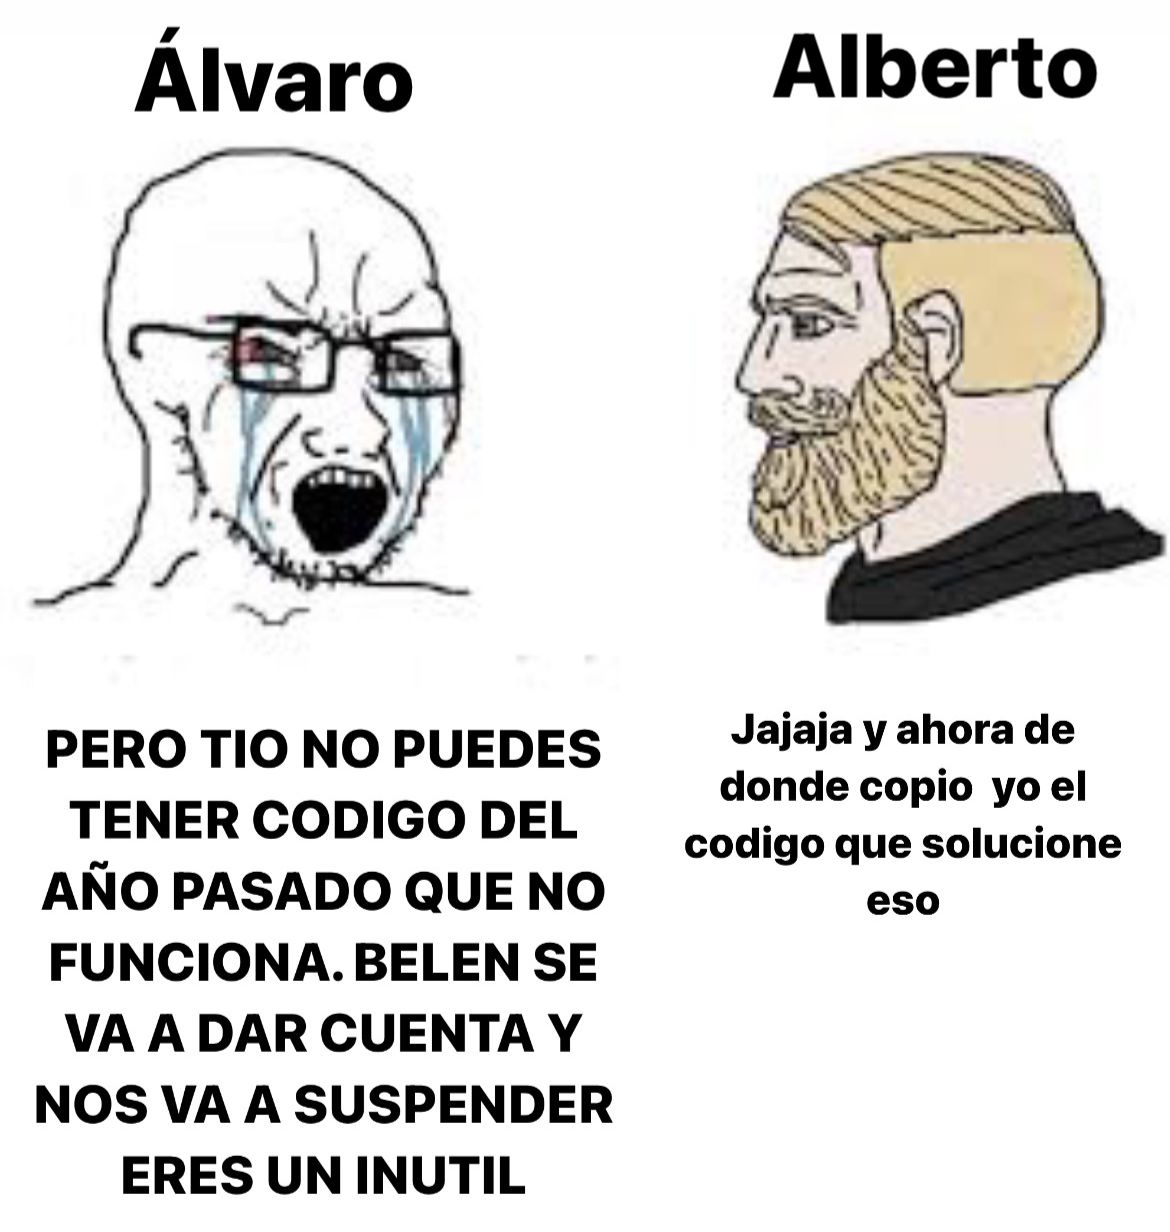 Álvaro
Alberto
PERO TIO NO PUEDES
TENER CODIGO DEL
AÑO PASADO QUE NO
FUNCIONA. BELEN SE
VA A DAR CUENTA Y
NOS VA A SUSPENDER
ERES UN INUTIL
Jajaja y ahora de
donde copio  yo el
codigo que solucione
eso